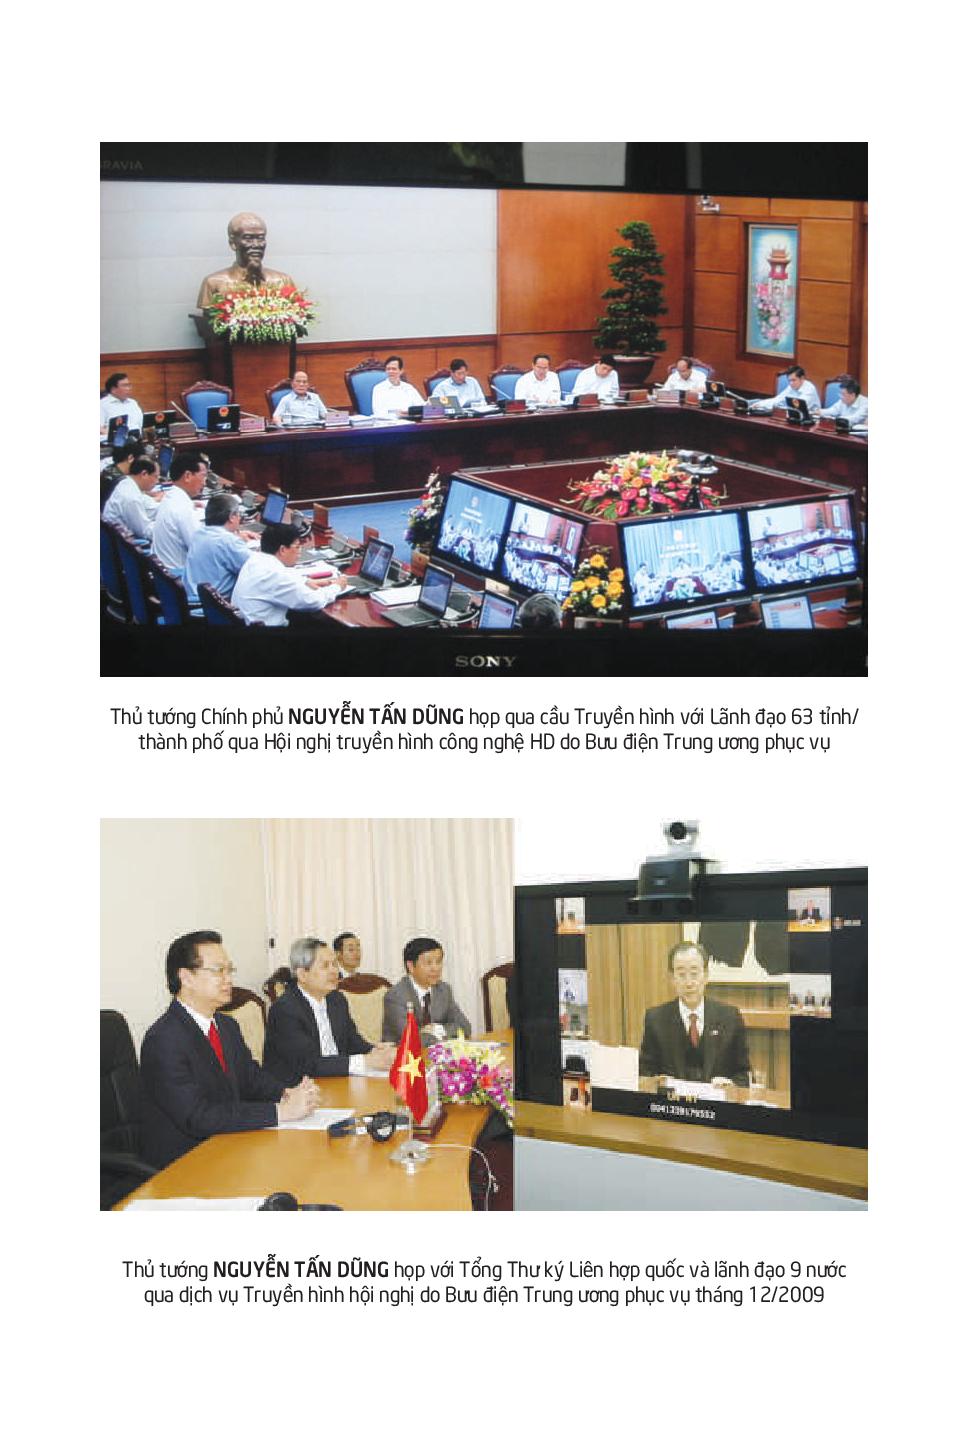 BRAVIA
SONY
Thủ tướng Chính phủ NGUYỄN TẤN DŨNG họp qua cầu Truyền hình với Lãnh đạo 63 tỉnh/
thành phố qua Hội nghị truyền hình công nghệ HD do Bưu điện Trung ương phục vụ
Thủ tướng NGUYỄN TẤN DŨNG họp với Tổng Thư ký Liên hợp quốc và lãnh đạo 9 nước
qua dịch vụ Truyền hình hội nghị do Bưu điện Trung ương phục vụ tháng 12/2009